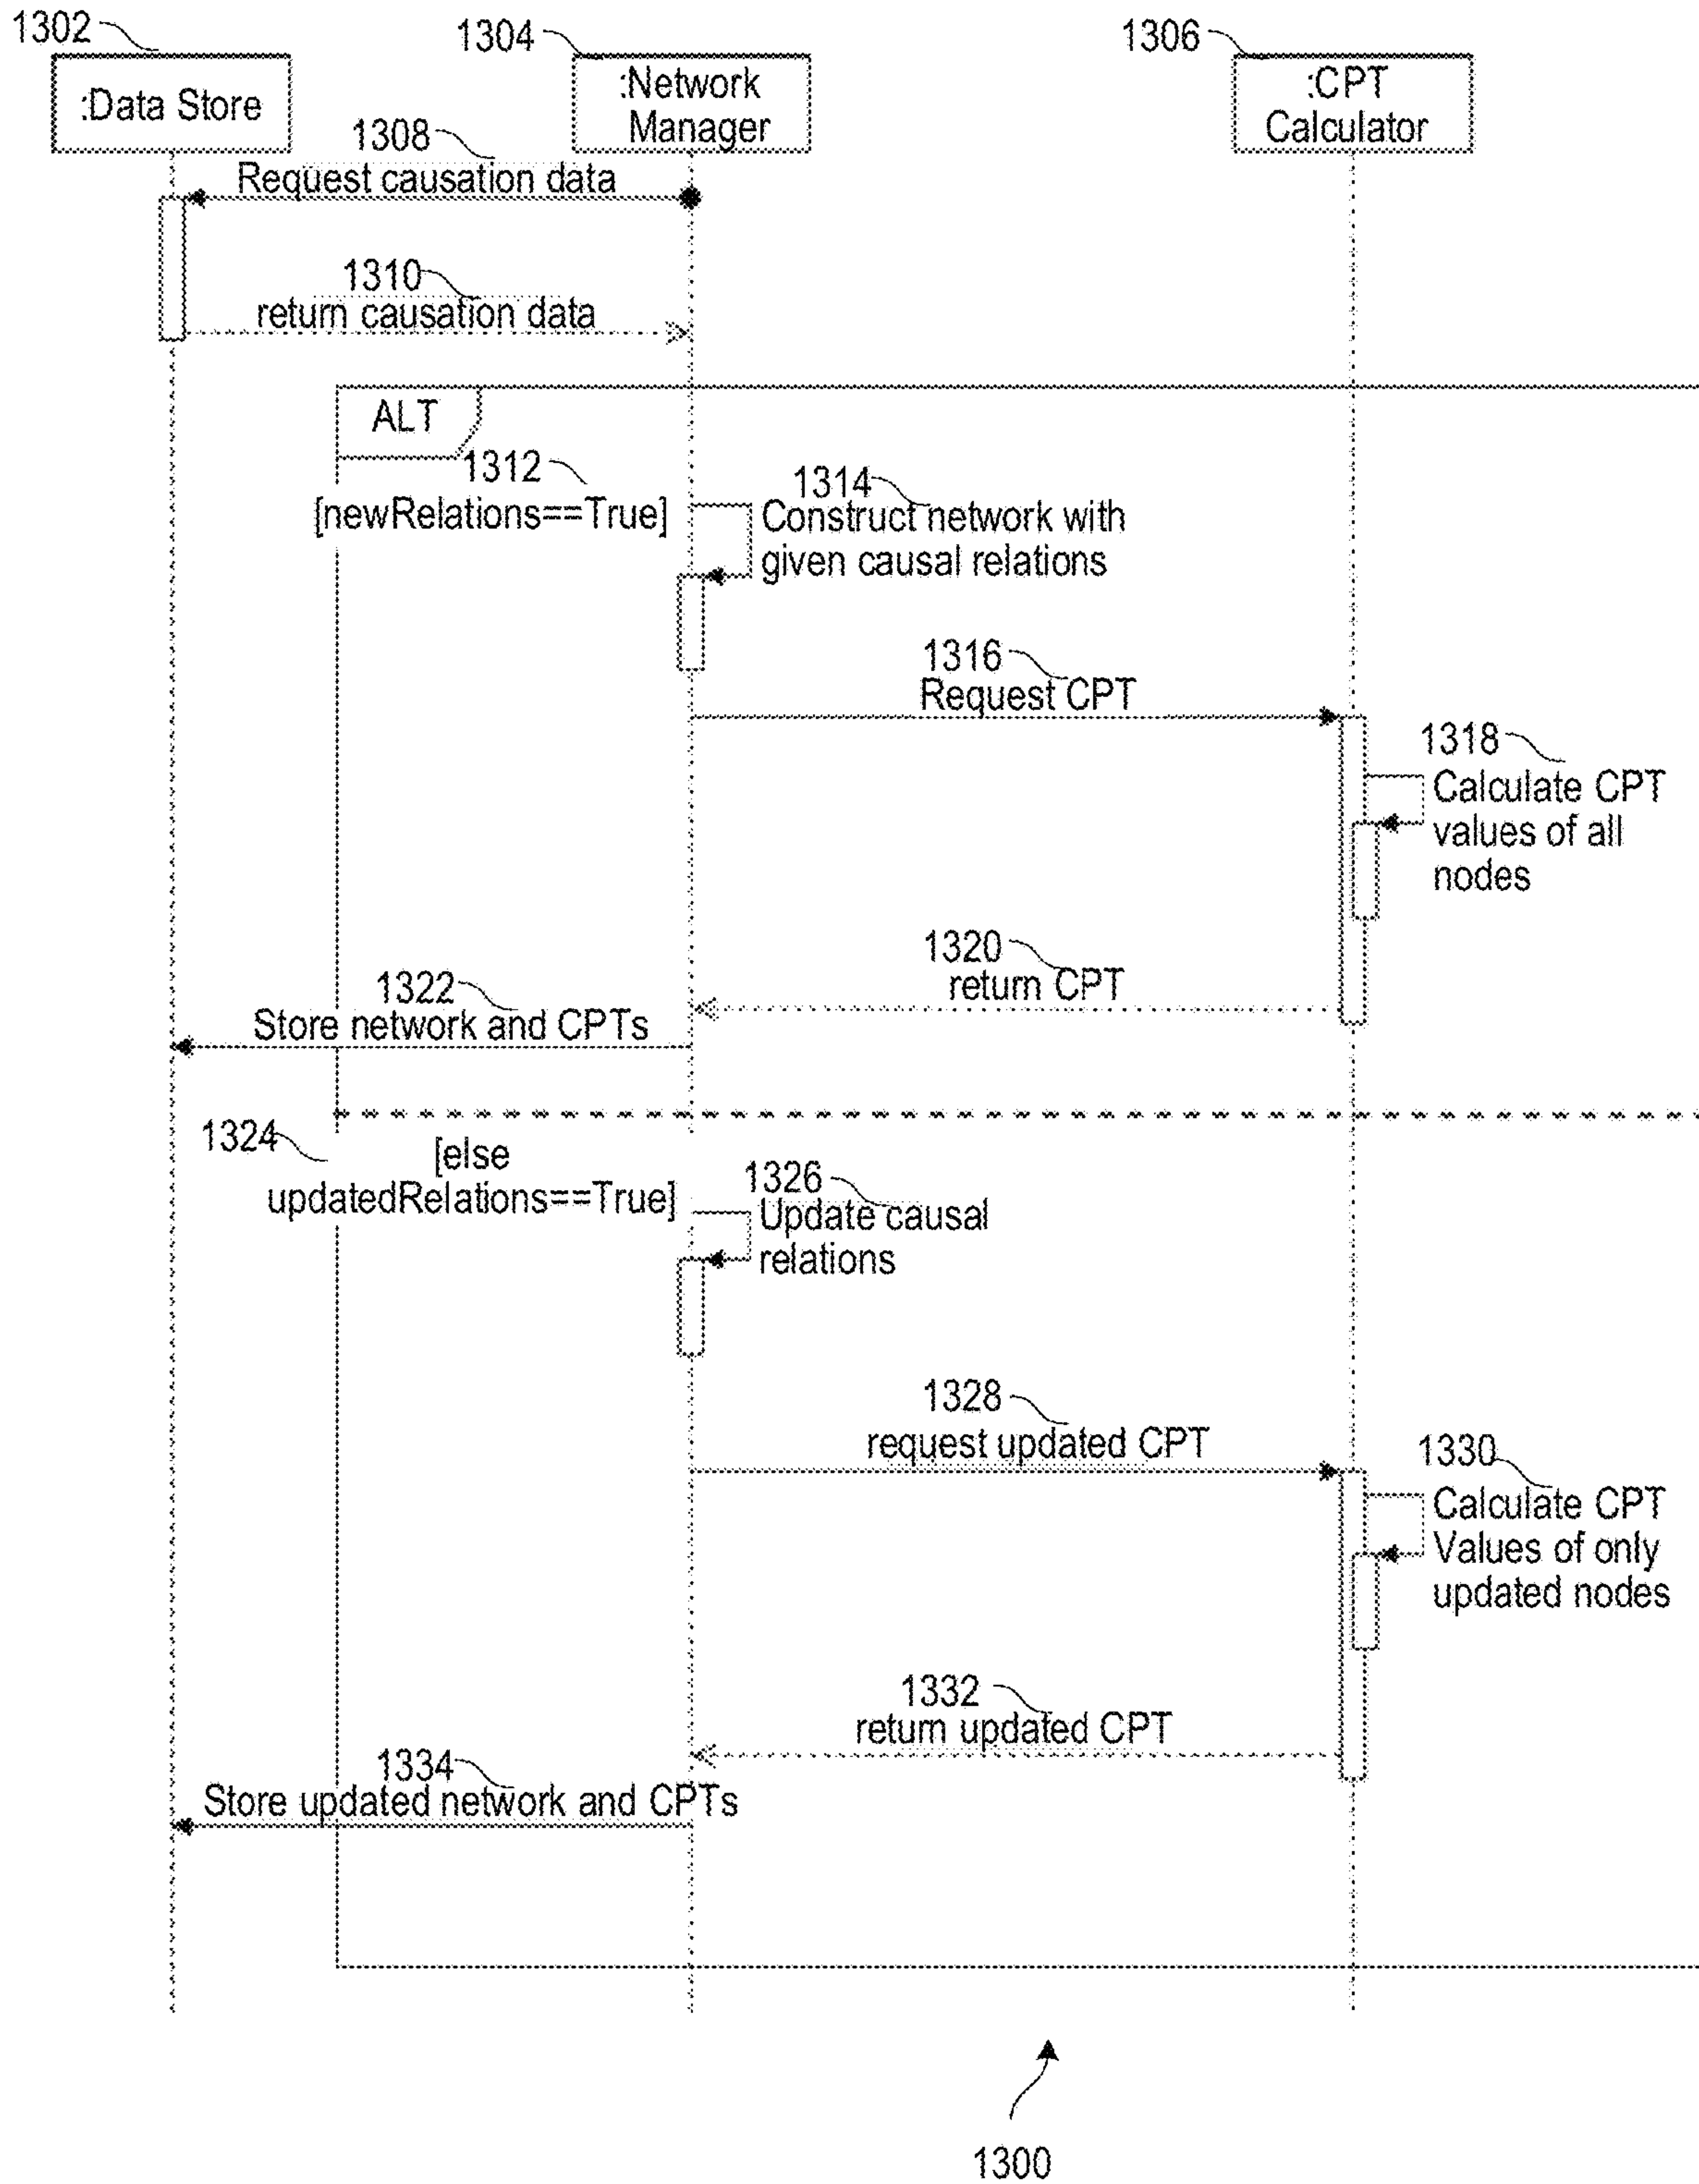 1302
1304
1306
:Data Store
:Network
Manager
:CPT
Calculator
1308
Request causation data
1310
return causation data
ALT
1312
[newRelations==True]
1314
Construct network with
given causal relations
1316
Request CPT
1318
Calculate CPT
values of all
nodes
1320
return CPT
1322
Store network and CPTs
1324
[else
updatedRelations==True]
1326
Update causal
relations
1328
request updated CPT
1330
Calculate CPT
Values of only
updated nodes
1332
return updated CPT
1334
Store updated network and CPTs
1300